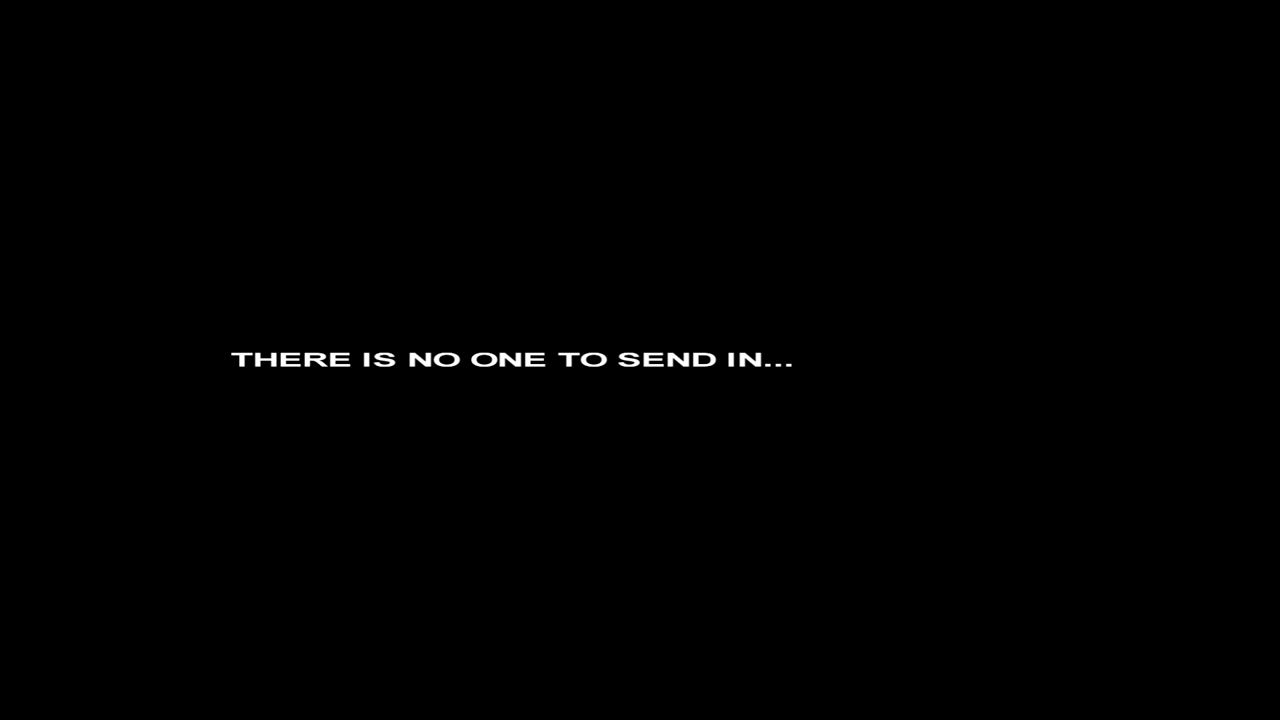 THERE IS NO ONE TO SEND IN...